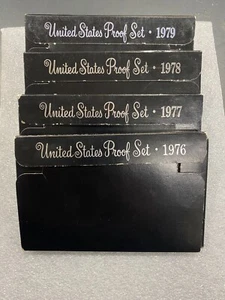 United States Proof Set · 1979
United States Proof Set · 1978
United States Proof Set · 1977
United States Proof Set · 1976